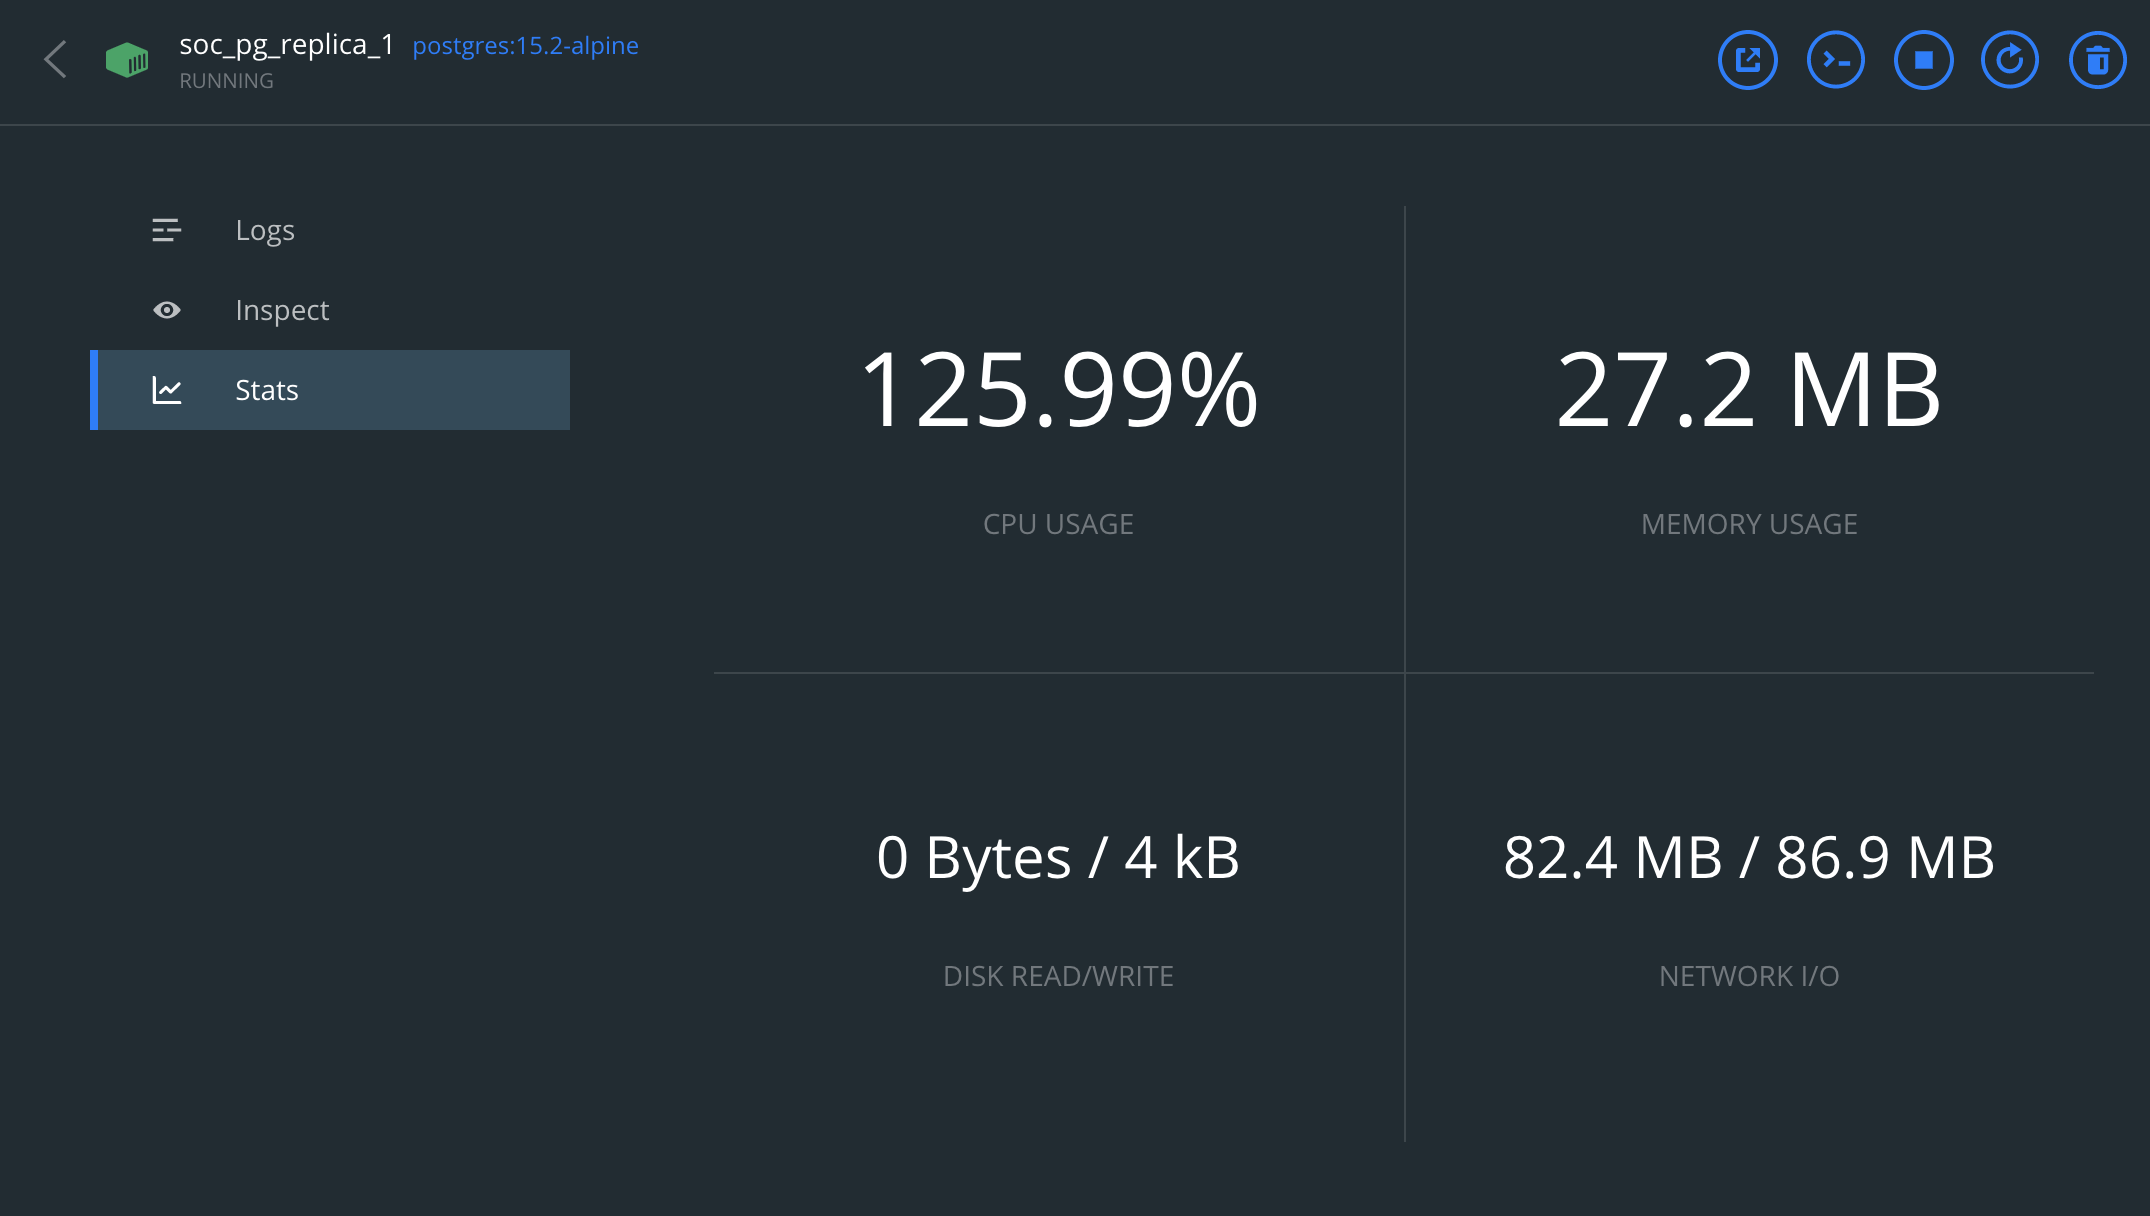 soc_pg_replica_1 postgres:15.2-alpine
RUNNING
Logs
Inspect
Stats
125.99%
CPU USAGE
27.2 MB
MEMORY USAGE
0 Bytes / 4 kB
DISK READ/WRITE
82.4 MB / 86.9 MB
NETWORK I/O